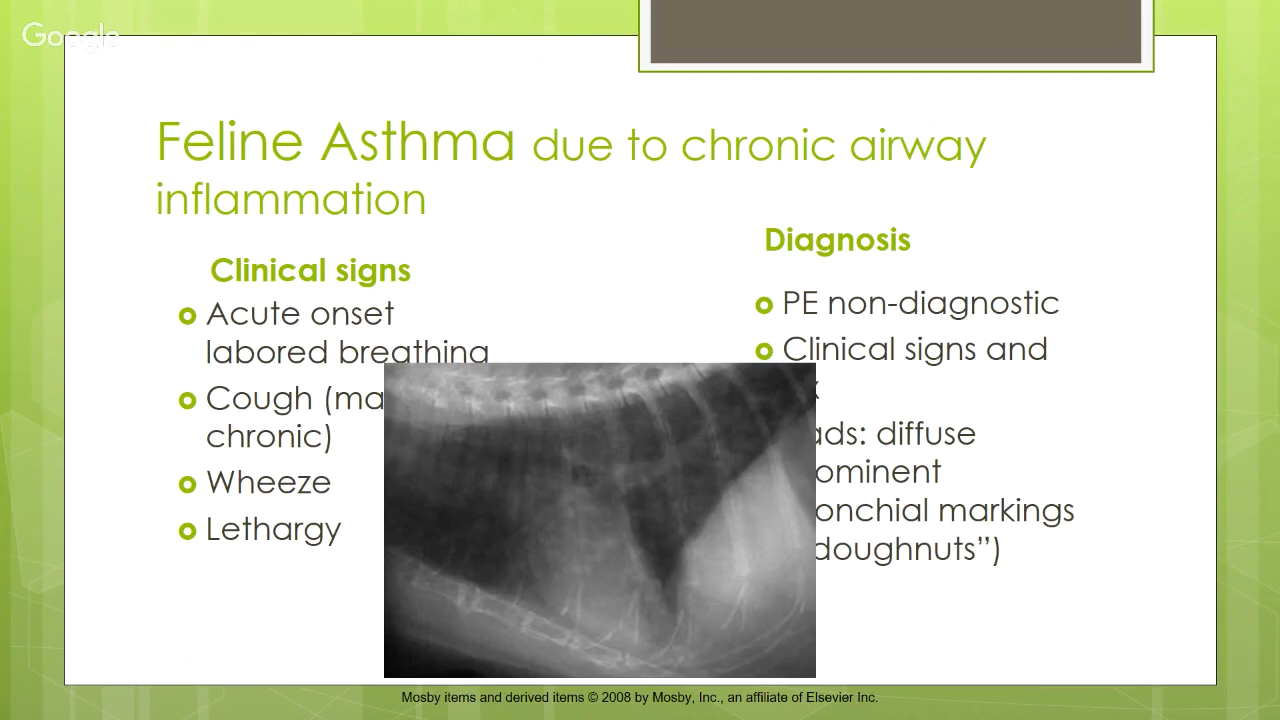 Google
Feline Asthma due to chronic airway
inflammation
Clinical signs
Acute onset
labored breathing
Cough (ma
chronic)
Wheeze
Lethargy
Diagnosis
PE non-diagnostic
Clinical signs and
x
ads: diffuse
ominent
onchial markings
doughnuts”)
Mosby items and derived items © 2008 by Mosby, Inc., an affiliate of Elsevier Inc.